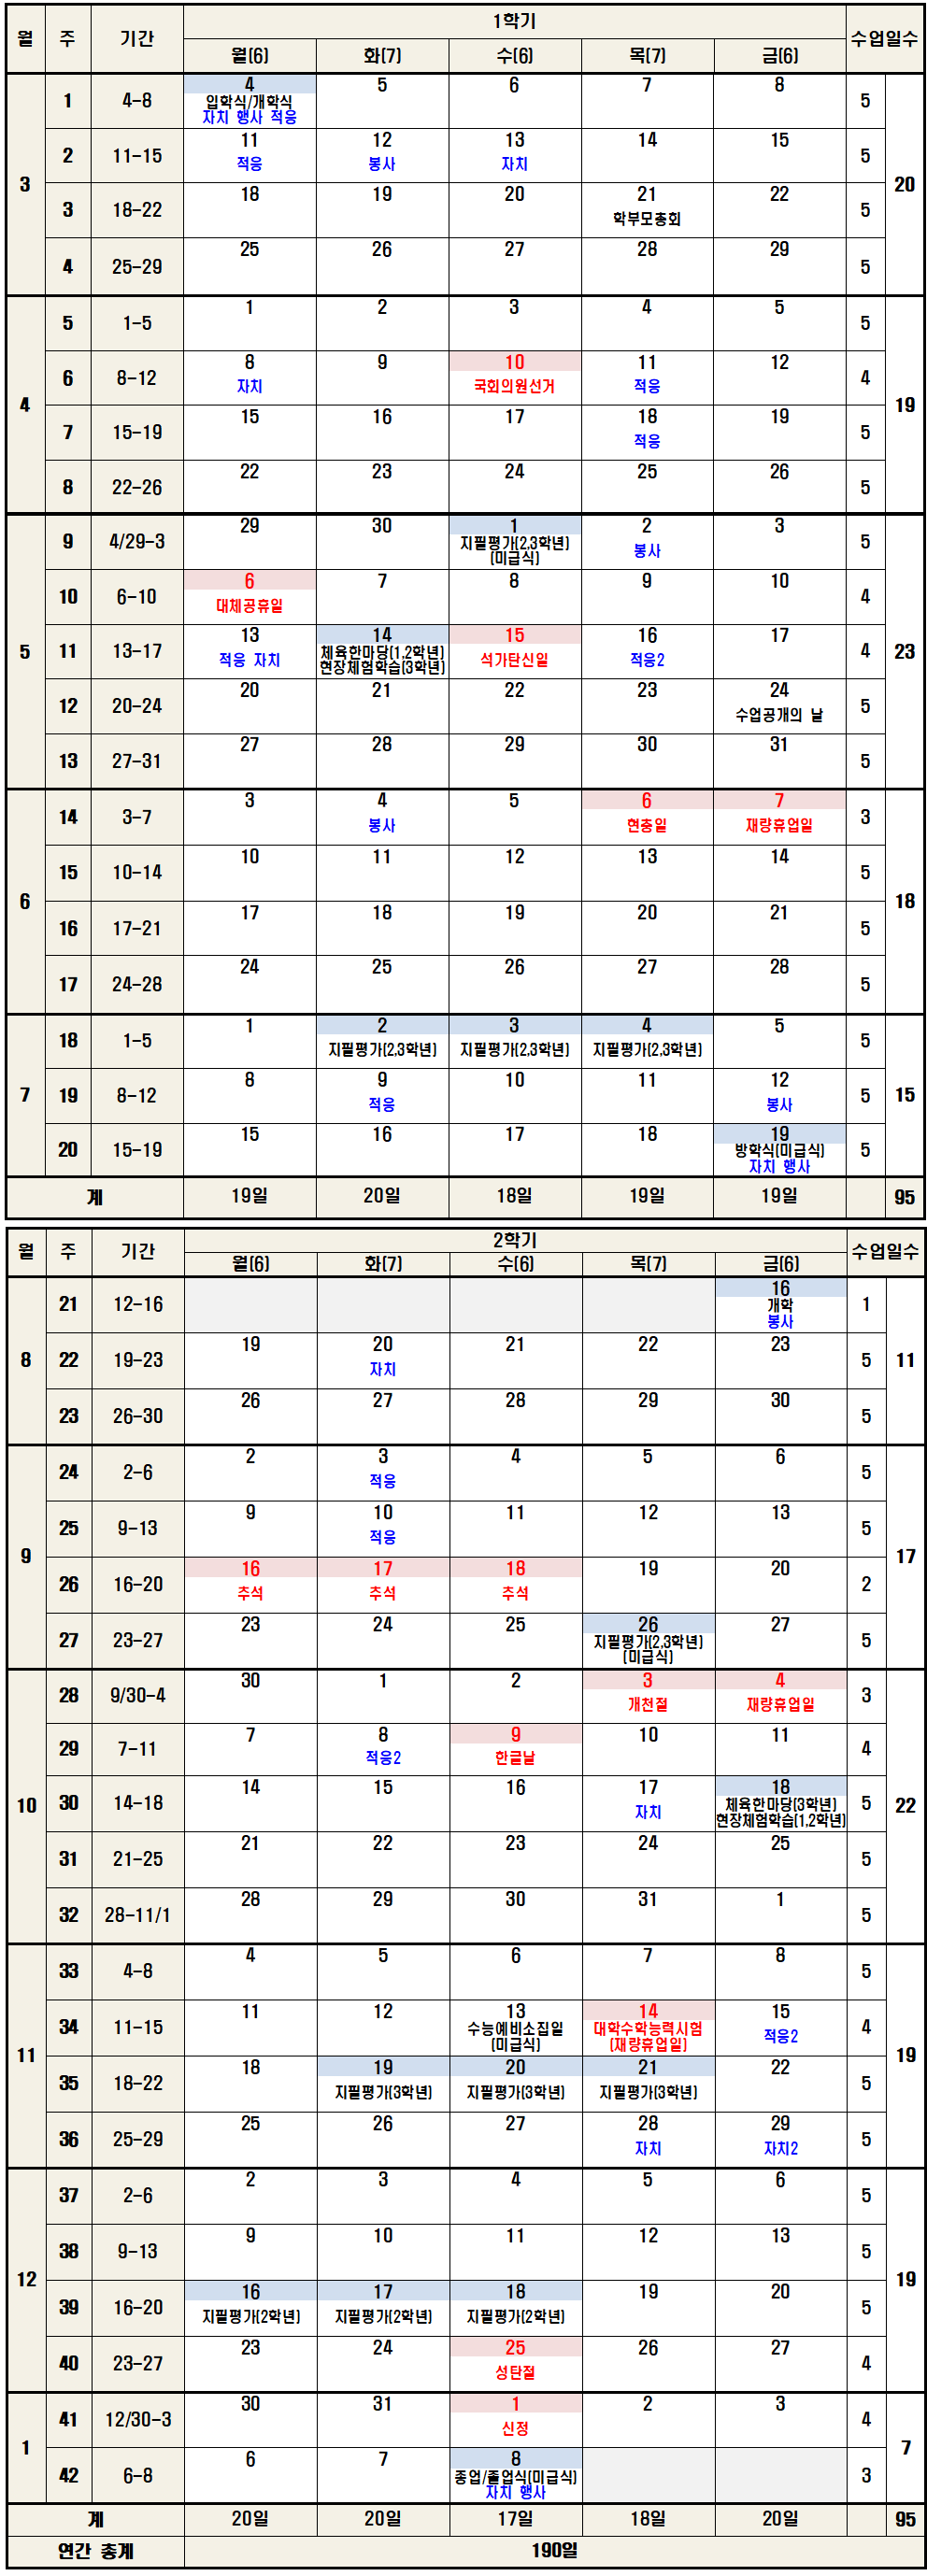 월 주 기간 1학기 수업일수
월(6) 화(7) 수(6) 목(7) 금(6)
3 1 4-8 4 5 6 7 8 5 20
입학식/개학식
자치 행사 적응
2 11-15 11 12 13 14 15 5
적응 봉사 자치
3 18-22 18 19 20 21 22 5
학부모총회
4 25-29 25 26 27 28 29 5
4 5 1-5 1 2 3 4 5 5 19
6 8-12 8 9 10 11 12 4
자치 국회의원선거 적응
7 15-19 15 16 17 18 19 5
적응
8 22-26 22 23 24 25 26 5
5 9 4/29-3 29 30 1 2 3 5 23
지필평가(2,3학년) 봉사
(미급식)
10 6-10 6 7 8 9 10 4
대체공휴일
11 13-17 13 14 15 16 17 4
적응 자치 체육한마당(1,2학년) 석가탄신일 적응2
현장체험학습(3학년)
12 20-24 20 21 22 23 24 5
수업공개의 날
13 27-31 27 28 29 30 31 5
6 14 3-7 3 4 5 6 7 3 18
봉사 현충일 재량휴업일
15 10-14 10 11 12 13 14 5
16 17-21 17 18 19 20 21 5
17 24-28 24 25 26 27 28 5
7 18 1-5 1 2 3 4 5 5 15
지필평가(2,3학년) 지필평가(2,3학년) 지필평가(2,3학년)
19 8-12 8 9 10 11 12 5
적응 봉사
20 15-19 15 16 17 18 19 5
방학식(미급식)
자치 행사
계 19일 20일 18일 19일 19일 95
월 주 기간 2학기 수업일수
월(6) 화(7) 수(6) 목(7) 금(6)
8 21 12-16 16 1 11
개학
봉사
22 19-23 19 20 21 22 23 5
자치
23 26-30 26 27 28 29 30 5
9 24 2-6 2 3 4 5 6 5 17
적응
25 9-13 9 10 11 12 13 5
적응
26 16-20 16 17 18 19 20 2
추석 추석 추석
27 23-27 23 24 25 26 27 5
지필평가(2,3학년)
(미급식)
10 28 9/30-4 30 1 2 3 4 3 22
개천절 재량휴업일
29 7-11 7 8 9 10 11 4
적응2 한글날
30 14-18 14 15 16 17 18 5
자치 체육한마당(3학년)
현장체험학습(1,2학년)
31 21-25 21 22 23 24 25 5
32 28-11/1 28 29 30 31 1 5
11 33 4-8 4 5 6 7 8 5 19
34 11-15 11 12 13 14 15 4
수능예비소집일 대학수학능력시험 적응2
(미급식) (재량휴업일)
35 18-22 18 19 20 21 22 5
지필평가(3학년) 지필평가(3학년) 지필평가(3학년)
36 25-29 25 26 27 28 29 5
자치 자치2
12 37 2-6 2 3 4 5 6 5 19
38 9-13 9 10 11 12 13 5
39 16-20 16 17 18 19 20 5
지필평가(2학년) 지필평가(2학년) 지필평가(2학년)
40 23-27 23 24 25 26 27 4
성탄절
1 41 12/30-3 30 31 1 2 3 4 7
신정
42 6-8 6 7 8 3
종업/졸업식(미급식)
자치 행사
계 20일 20일 17일 18일 20일 95
연간 총계 190일